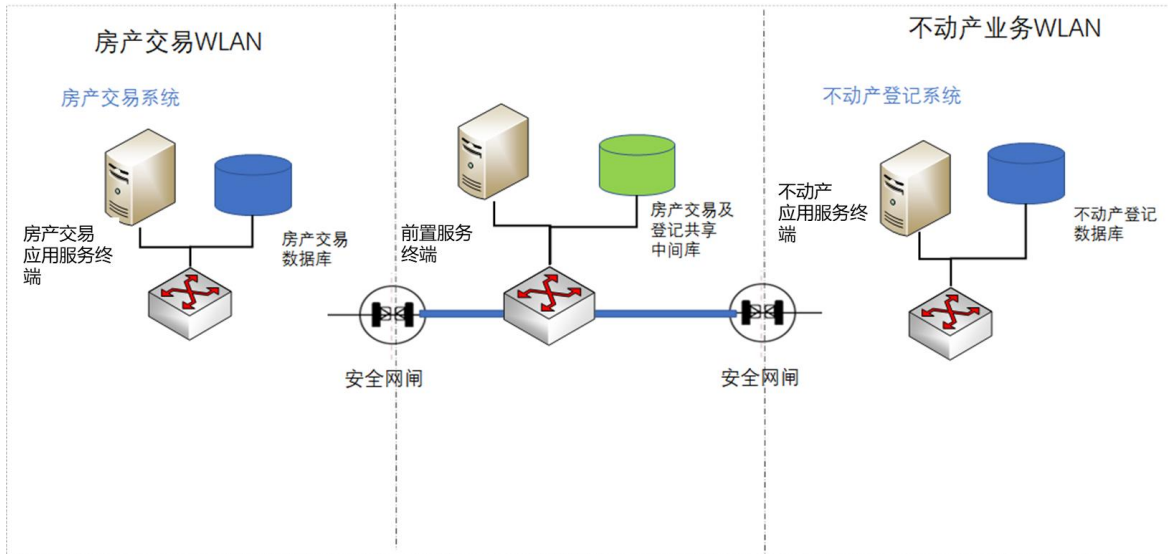 房产交易WLAN
不动产业务WLAN
房产交易系统
不动产登记系统
房产交易
应用服务终
端
房产交易
数据库
前置服务
终端
房产交易及
登记共享
中间库
不动产
应用服务终
端
不动产登记
数据库
安全网闸
安全网闸